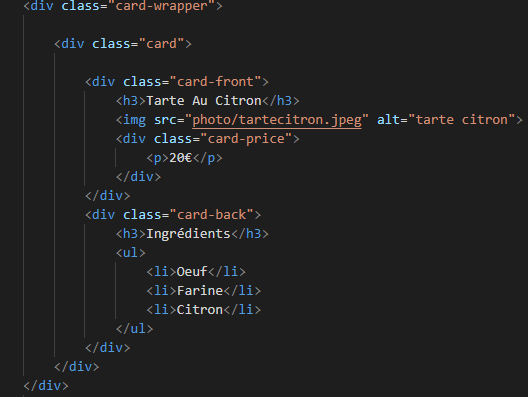 <div class="card-wrapper">
<div class="card">
<div class="card-front">
<h3>Tarte Au Citron</h3>
<img src="photo/tartecitron.jpeg" alt="tarte citron">
<div class="card-price">
<p>20€</p>
</div>
</div>
<div class="card-back">
<h3>Ingrédients</h3>
<ul>
<li>Oeuf</li>
<li>Farine</li>
<li>Citron</li>
</ul>
</div>
</div>
</div>